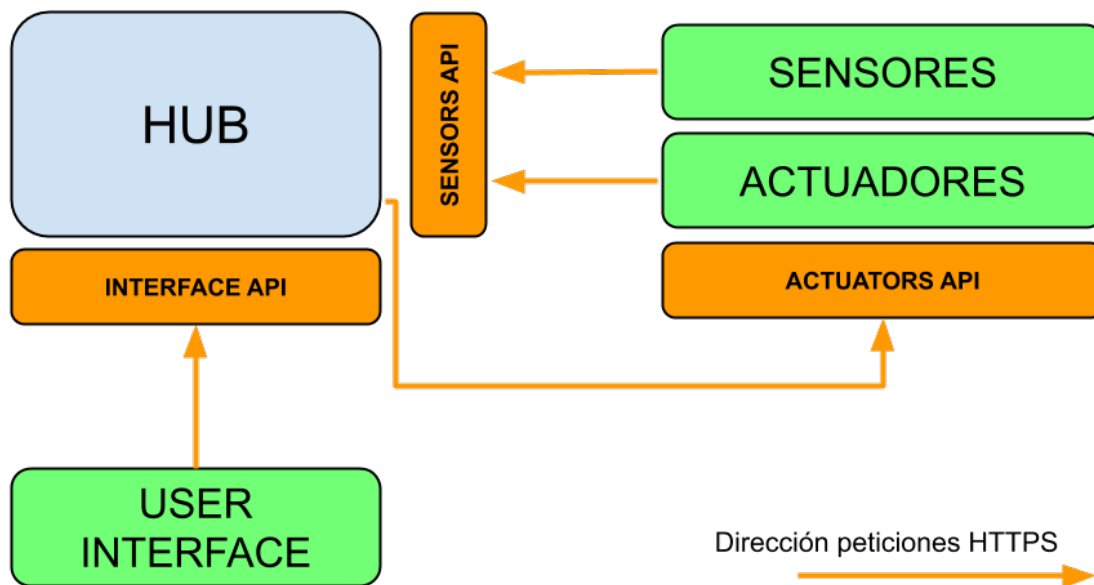 HUB
SENSORS API
SENSORES
ACTUADORES
INTERFACE API
ACTUATORS API
USER
INTERFACE
Dirección peticiones HTTPS